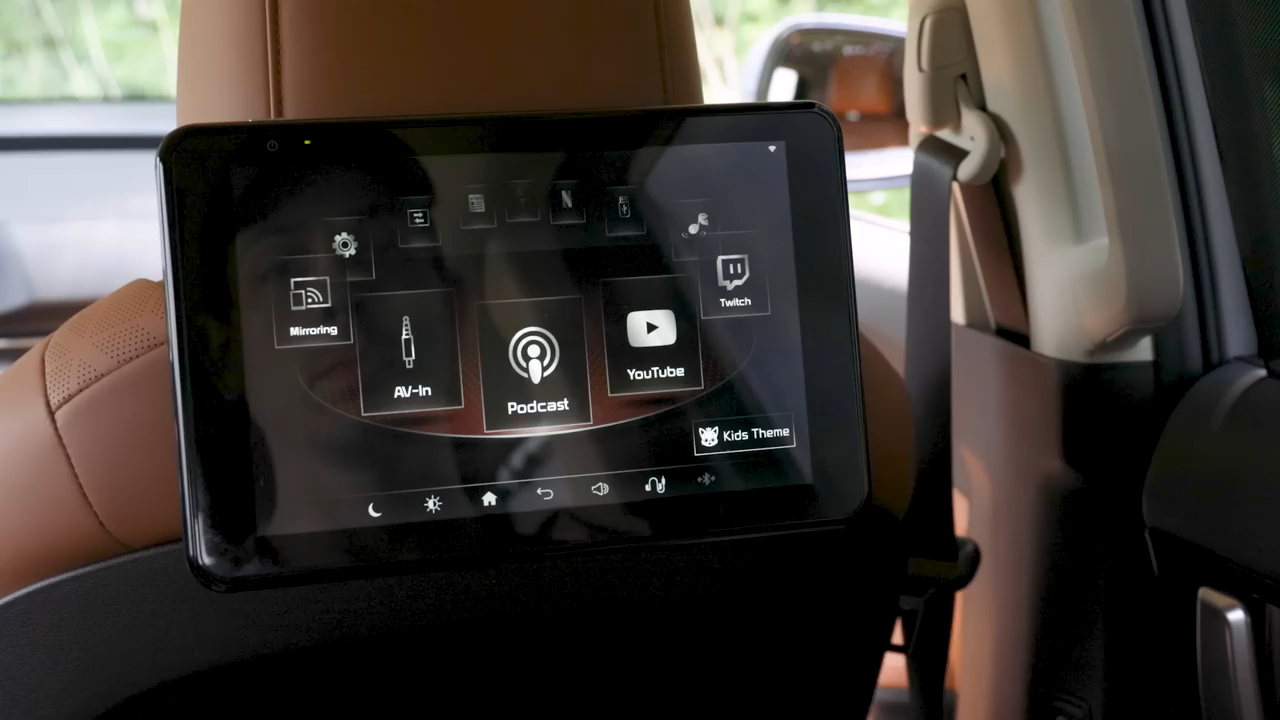 N
Twitch
Mirroring
YouTube
AV-In
Podcast
Kids Theme